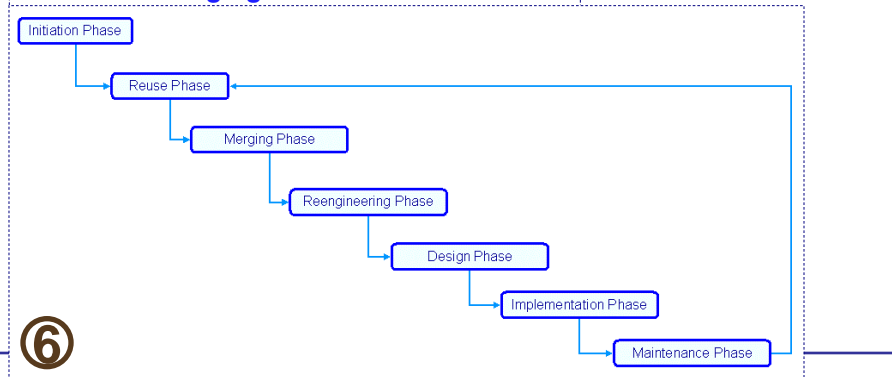 Initiation Phase
Reuse Phase
Merging Phase
Reengineering Phase
Design Phase
Implementation Phase
Maintenance Phase
⑥